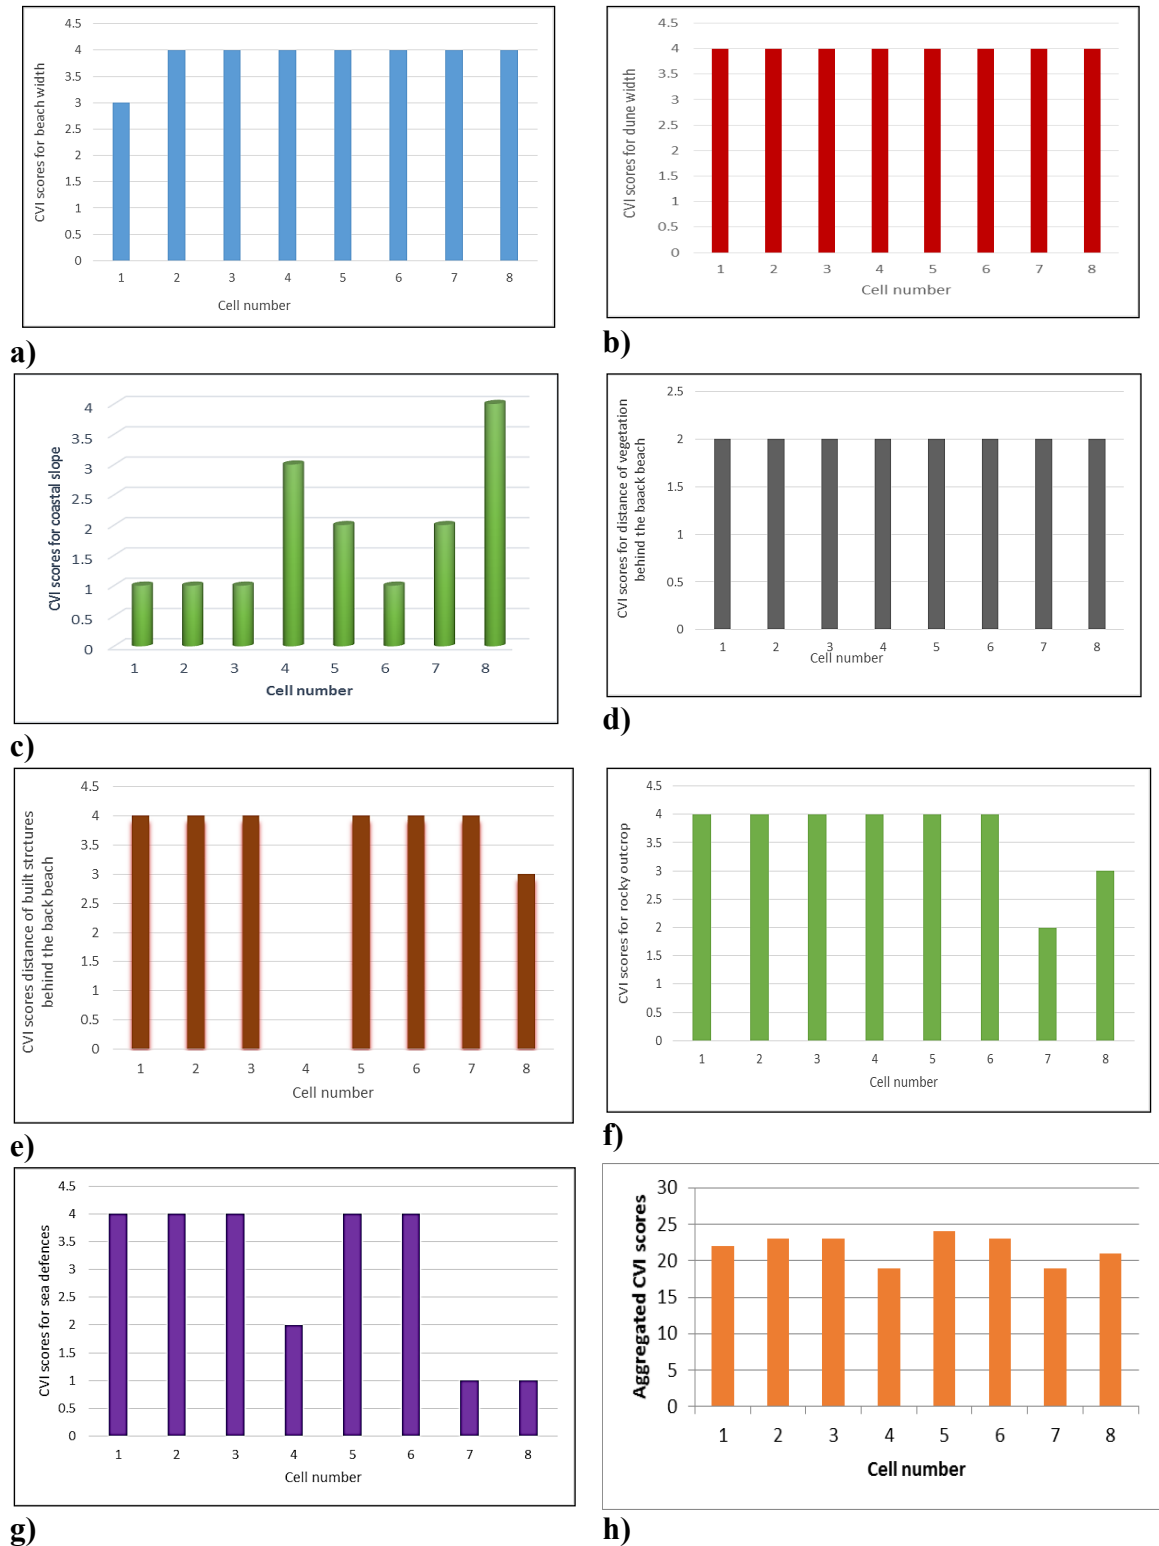 4.5
4
3.5
3
2.5
2
1.5
1
0.5
0
CVI scores for beach width
1 2 3 4 5 6 7 8
Cell number
a)
4.5
4
3.5
3
2.5
2
1.5
1
0.5
0
CVI scores for dune width
1 2 3 4 5 6 7 8
Cell number
b)
4
3.5
3
2.5
2
1.5
1
0.5
0
CVI scores for coastal slope
1 2 3 4 5 6 7 8
Cell number
c)
2.5
2
1.5
1
0.5
0
CVI scores for distance of vegetation
behind the baack beach
1 2 3 4 5 6 7 8
Cell number
d)
4.5
4
3.5
3
2.5
2
1.5
1
0.5
0
CVI scores distance of built strctures
behind the back beach
1 2 3 4 5 6 7 8
Cell number
e)
4.5
4
3.5
3
2.5
2
1.5
1
0.5
0
CVI scores for rocky outcrop
1 2 3 4 5 6 7 8
Cell number
f)
4.5
4
3.5
3
2.5
2
1.5
1
0.5
0
CVI scores for sea defences
1 2 3 4 5 6 7 8
Cell number
g)
30
25
20
15
10
5
0
Aggregated CVI scores
1 2 3 4 5 6 7 8
Cell number
h)